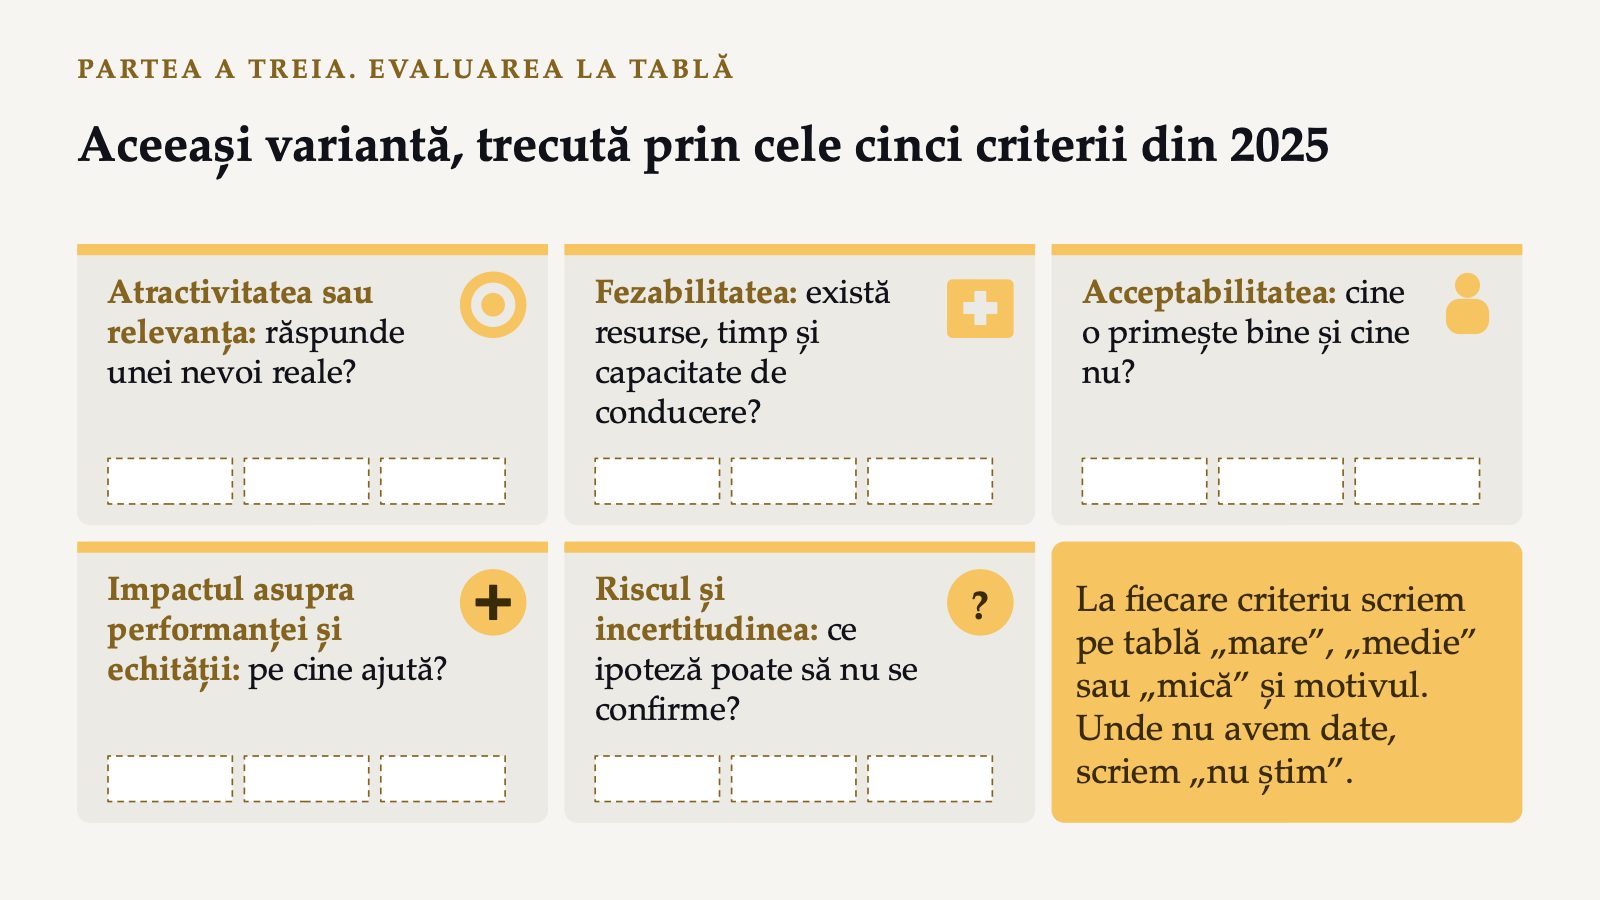 PARTEA A TREIA. EVALUAREA LA TABLĂ
Aceeași variantă, trecută prin cele cinci criterii din 2025
Atractivitatea sau
relevanța: răspunde
unei nevoi reale?
Fezabilitatea: există
resurse, timp și
capacitate de
conducere?
Acceptabilitatea: cine
o primește bine și cine
nu?
Impactul asupra
performanței și
echității: pe cine ajută?
Riscul și
incertitudinea: ce
ipoteză poate să nu se
confirme?
?
La fiecare criteriu scriem
pe tablă „mare”, „medie”
sau „mică” și motivul.
Unde nu avem date,
scriem „nu știm”.